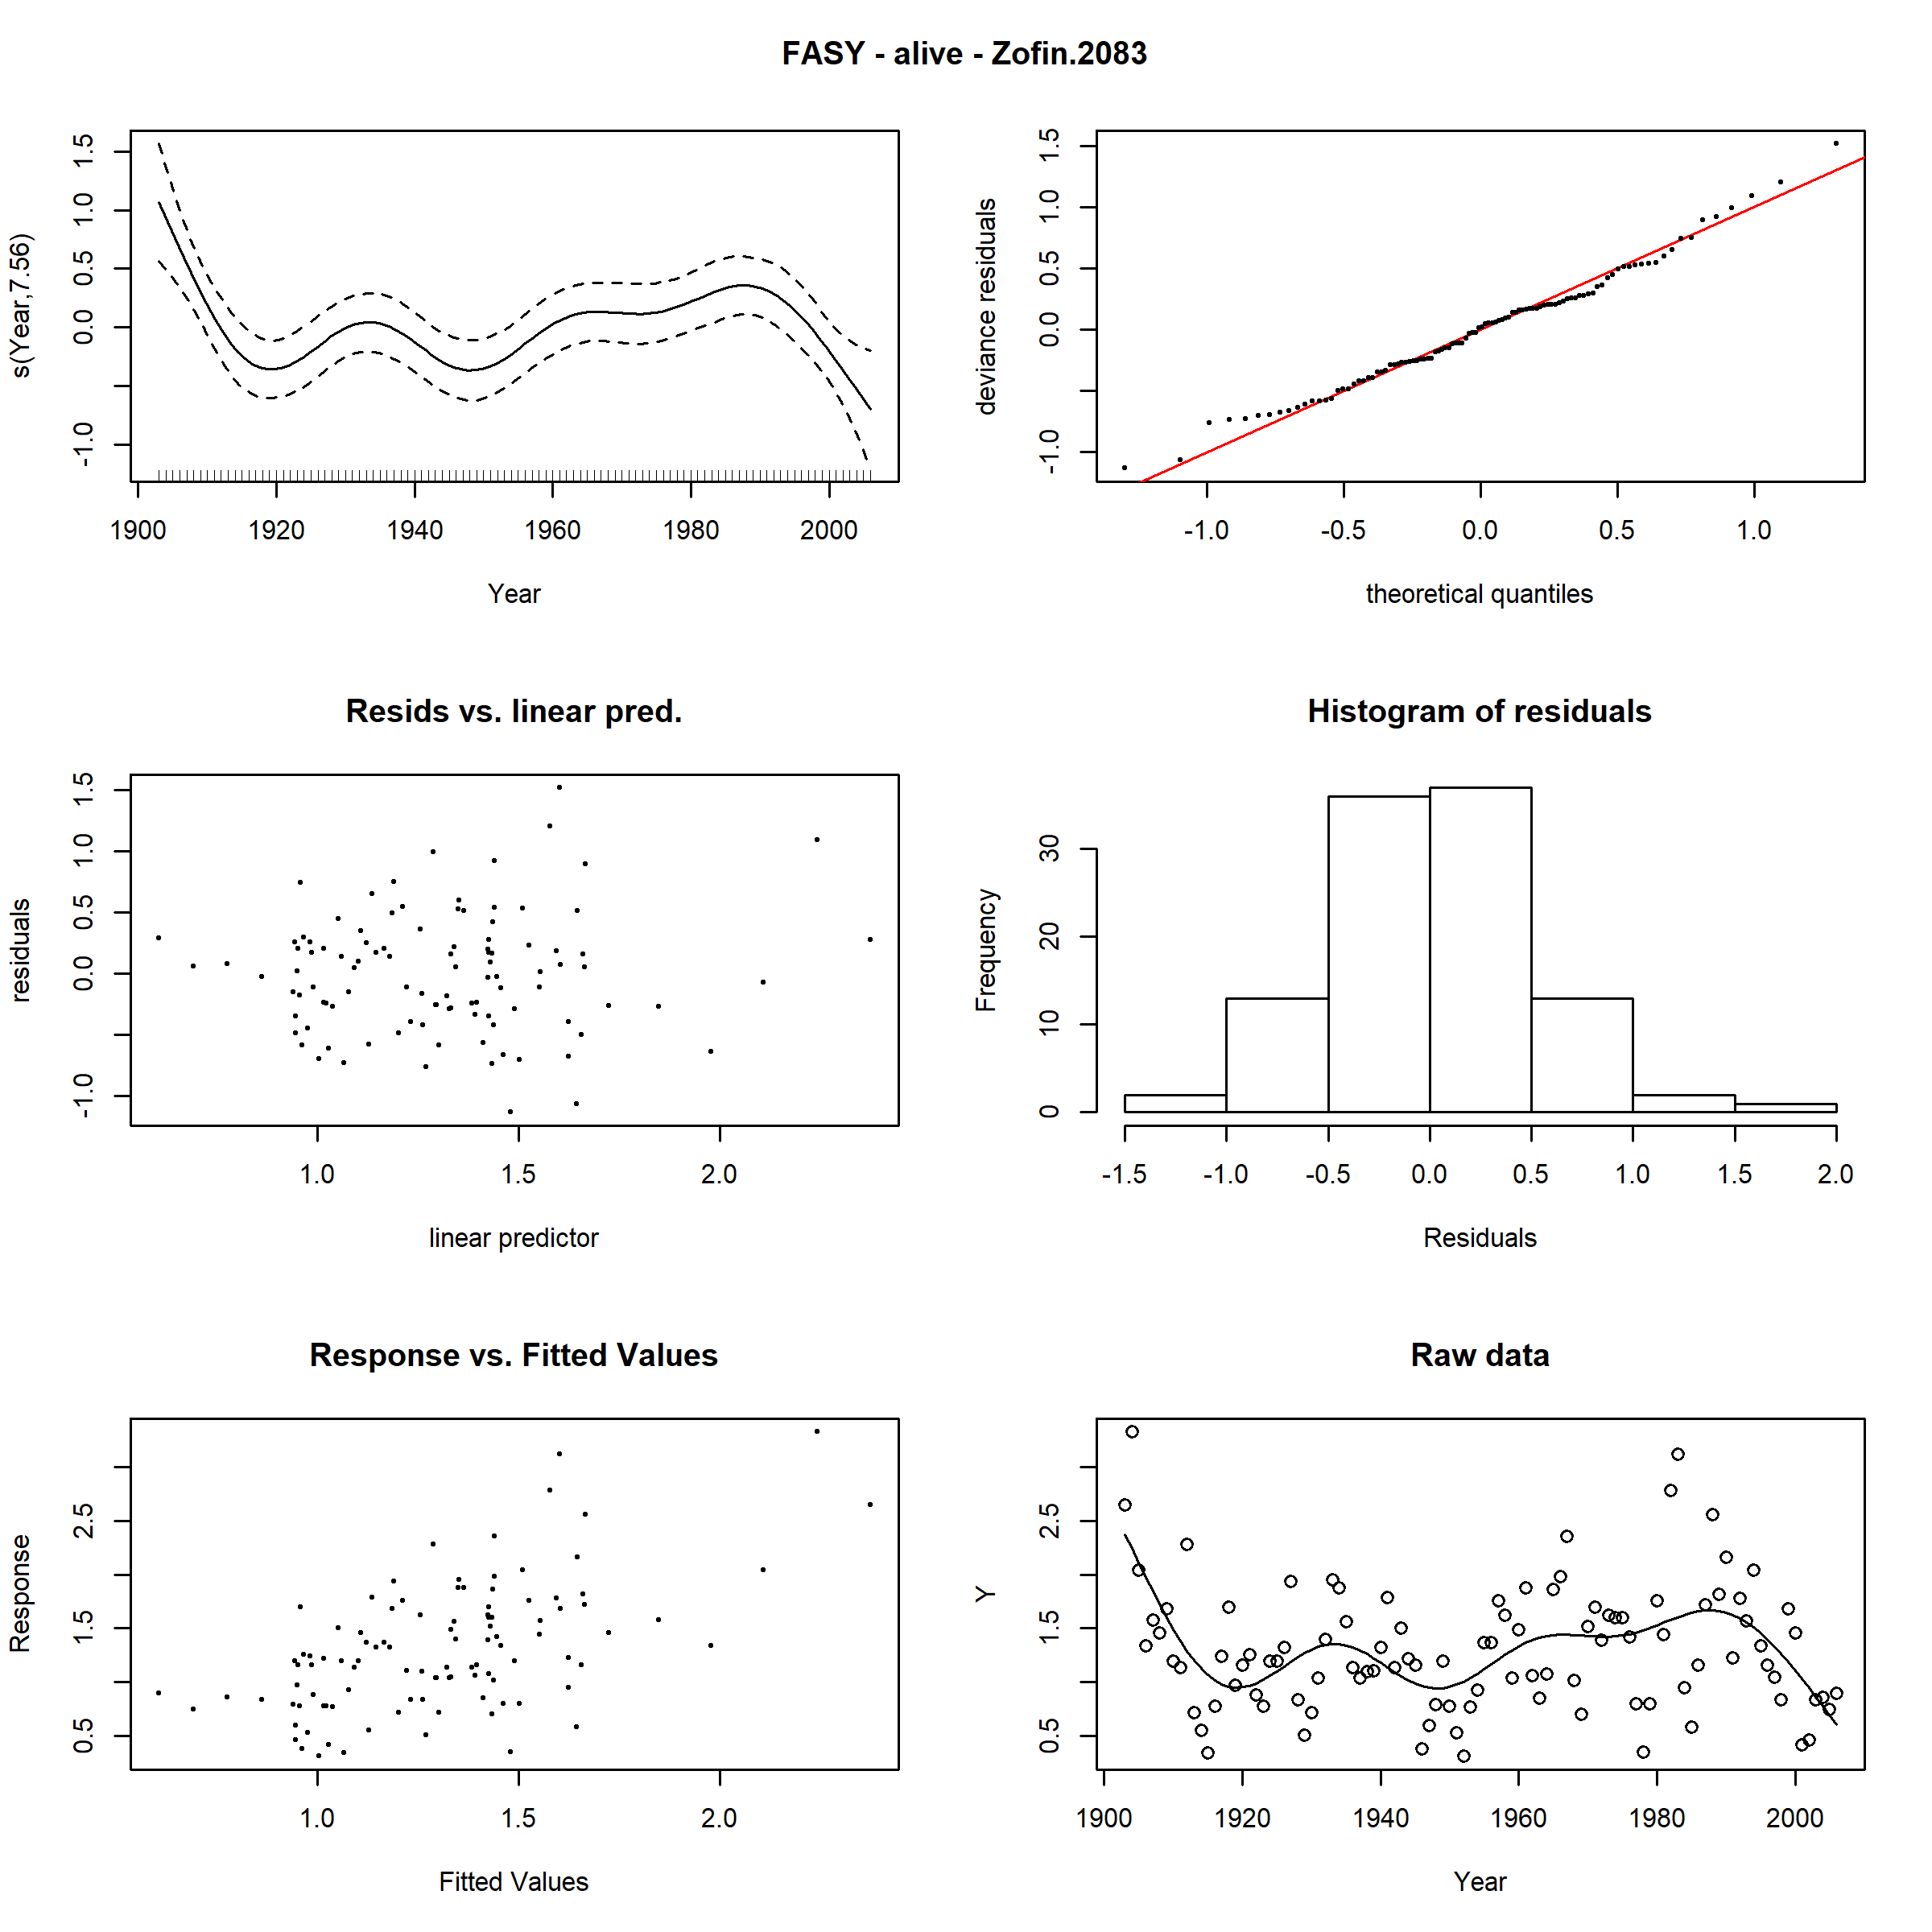 FASY - alive - Zofin.2083
s(Year,7.56)
-1.0 0.0 0.5 1.0 1.5
1900 1920 1940 1960 1980 2000
Year
deviance residuals
-1.0 0.0 0.5 1.0 1.5
-1.0 -0.5 0.0 0.5 1.0
theoretical quantiles
Resids vs. linear pred.
residuals
-1.0 0.0 0.5 1.0 1.5
1.0 1.5 2.0
linear predictor
Histogram of residuals
Frequency
0 10 20 30
-1.5 -1.0 -0.5 0.0 0.5 1.0 1.5 2.0
Residuals
Response vs. Fitted Values
Response
0.5 1.5 2.5
1.0 1.5 2.0
Fitted Values
Raw data
Y
0.5 1.5 2.5
1900 1920 1940 1960 1980 2000
Year